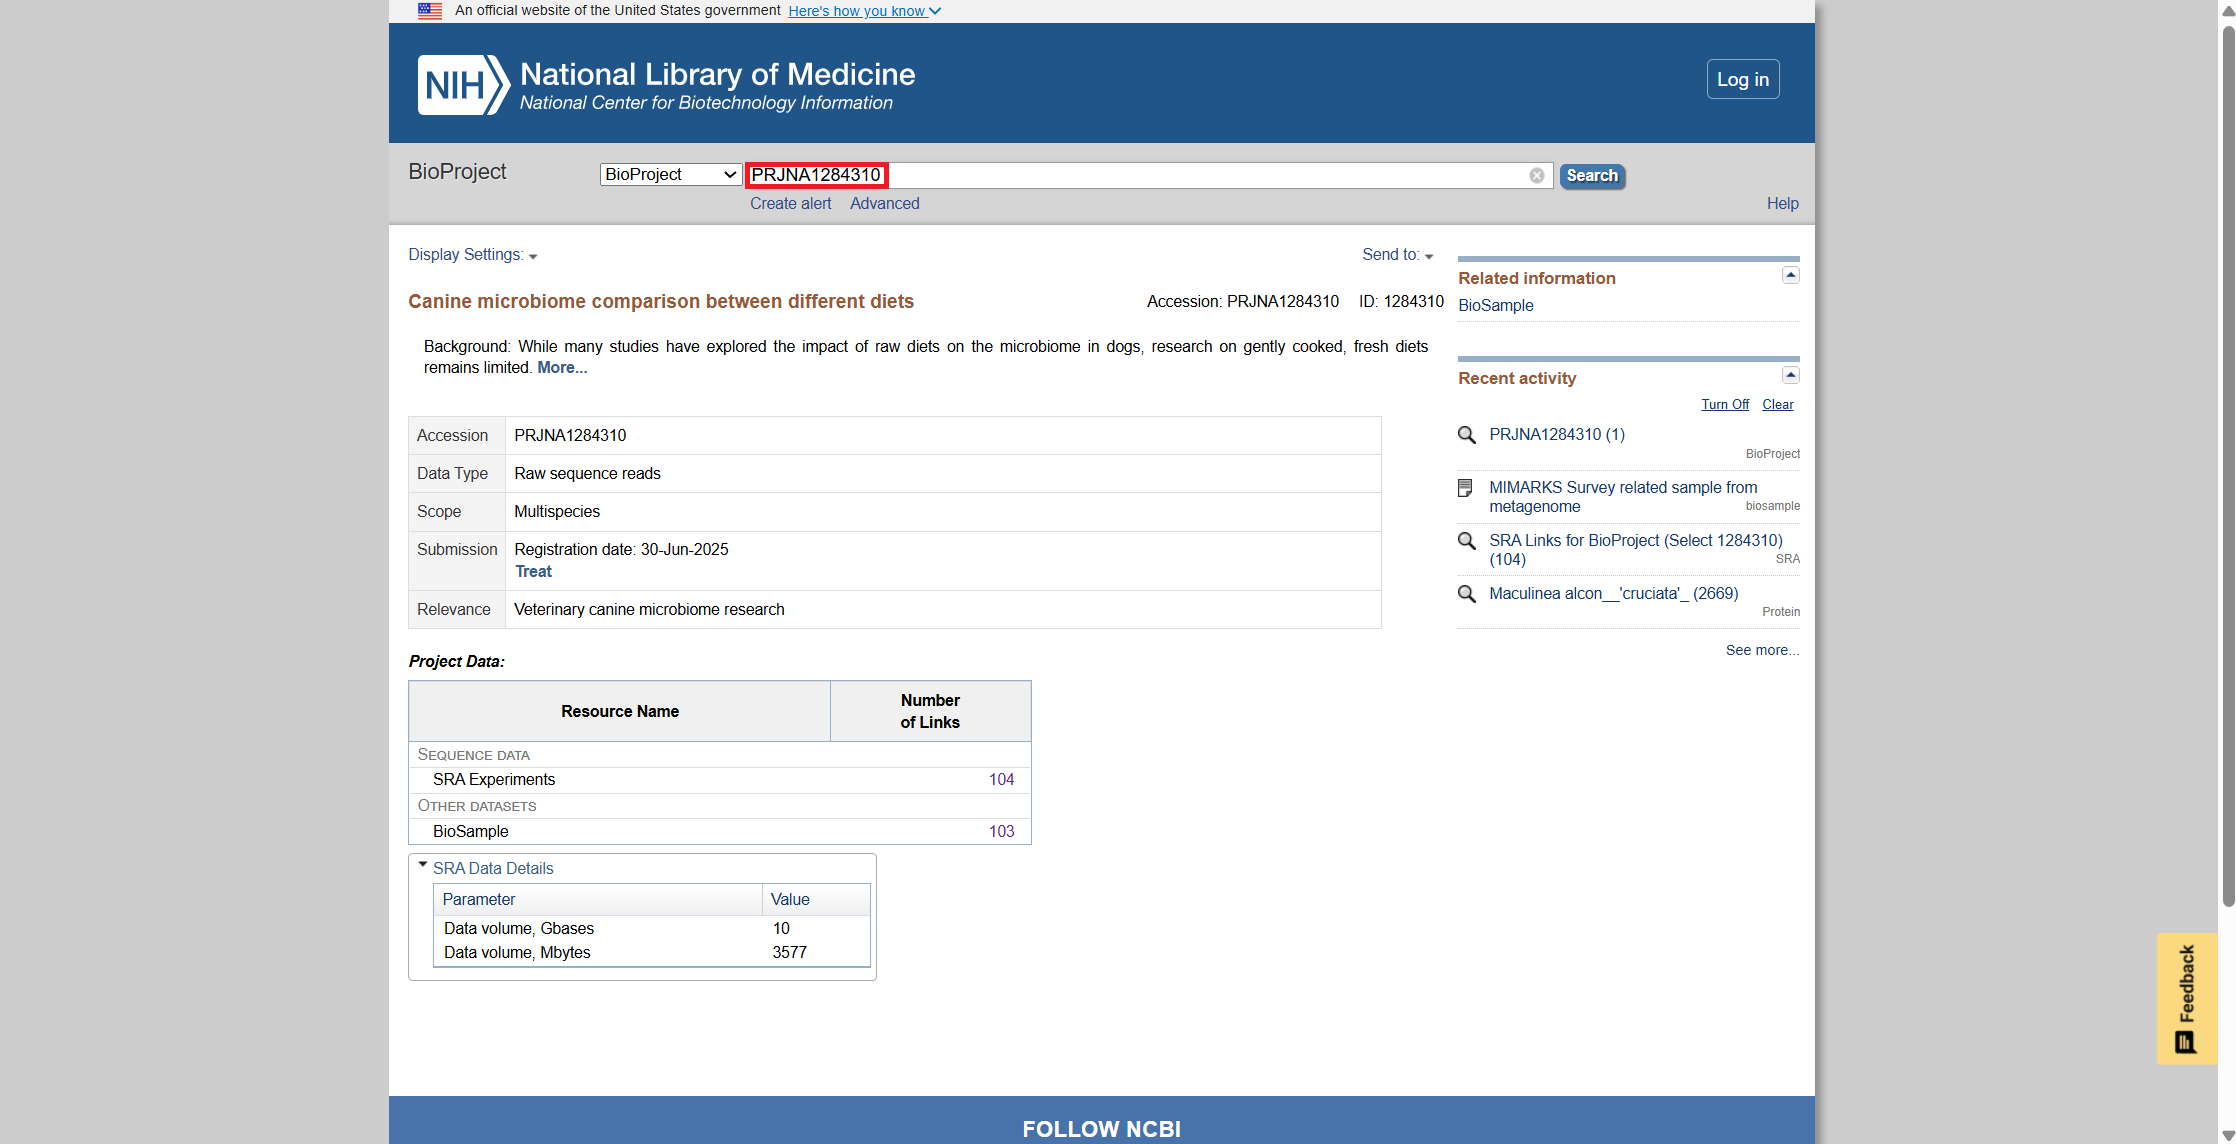 An official website of the United States government Here's how you know
NIH National Library of Medicine
National Center for Biotechnology Information
Log in
BioProject BioProject PRJNA1284310 Search
Create alert Advanced Help
Display Settings: Send to:
Canine microbiome comparison between different diets Accession: PRJNA1284310 ID: 1284310
Background: While many studies have explored the impact of raw diets on the microbiome in dogs, research on gently cooked, fresh diets
remains limited. More...
Accession PRJNA1284310
Data Type Raw sequence reads
Scope Multispecies
Submission Registration date: 30-Jun-2025
Treat
Relevance Veterinary canine microbiome research
Project Data:
Resource Name Number
of Links
SEQUENCE DATA
SRA Experiments 104
OTHER DATASETS
BioSample 103
SRA Data Details
Parameter Value
Data volume, Gbases 10
Data volume, Mbytes 3577
Related information
BioSample
Recent activity
Turn Off Clear
PRJNA1284310 (1)
BioProject
MIMARKS Survey related sample from
metagenome biosample
SRA Links for BioProject (Select 1284310)
(104) SRA
Maculinea alcon__'cruciata'_ (2669)
Protein
See more...
Feedback
FOLLOW NCBI